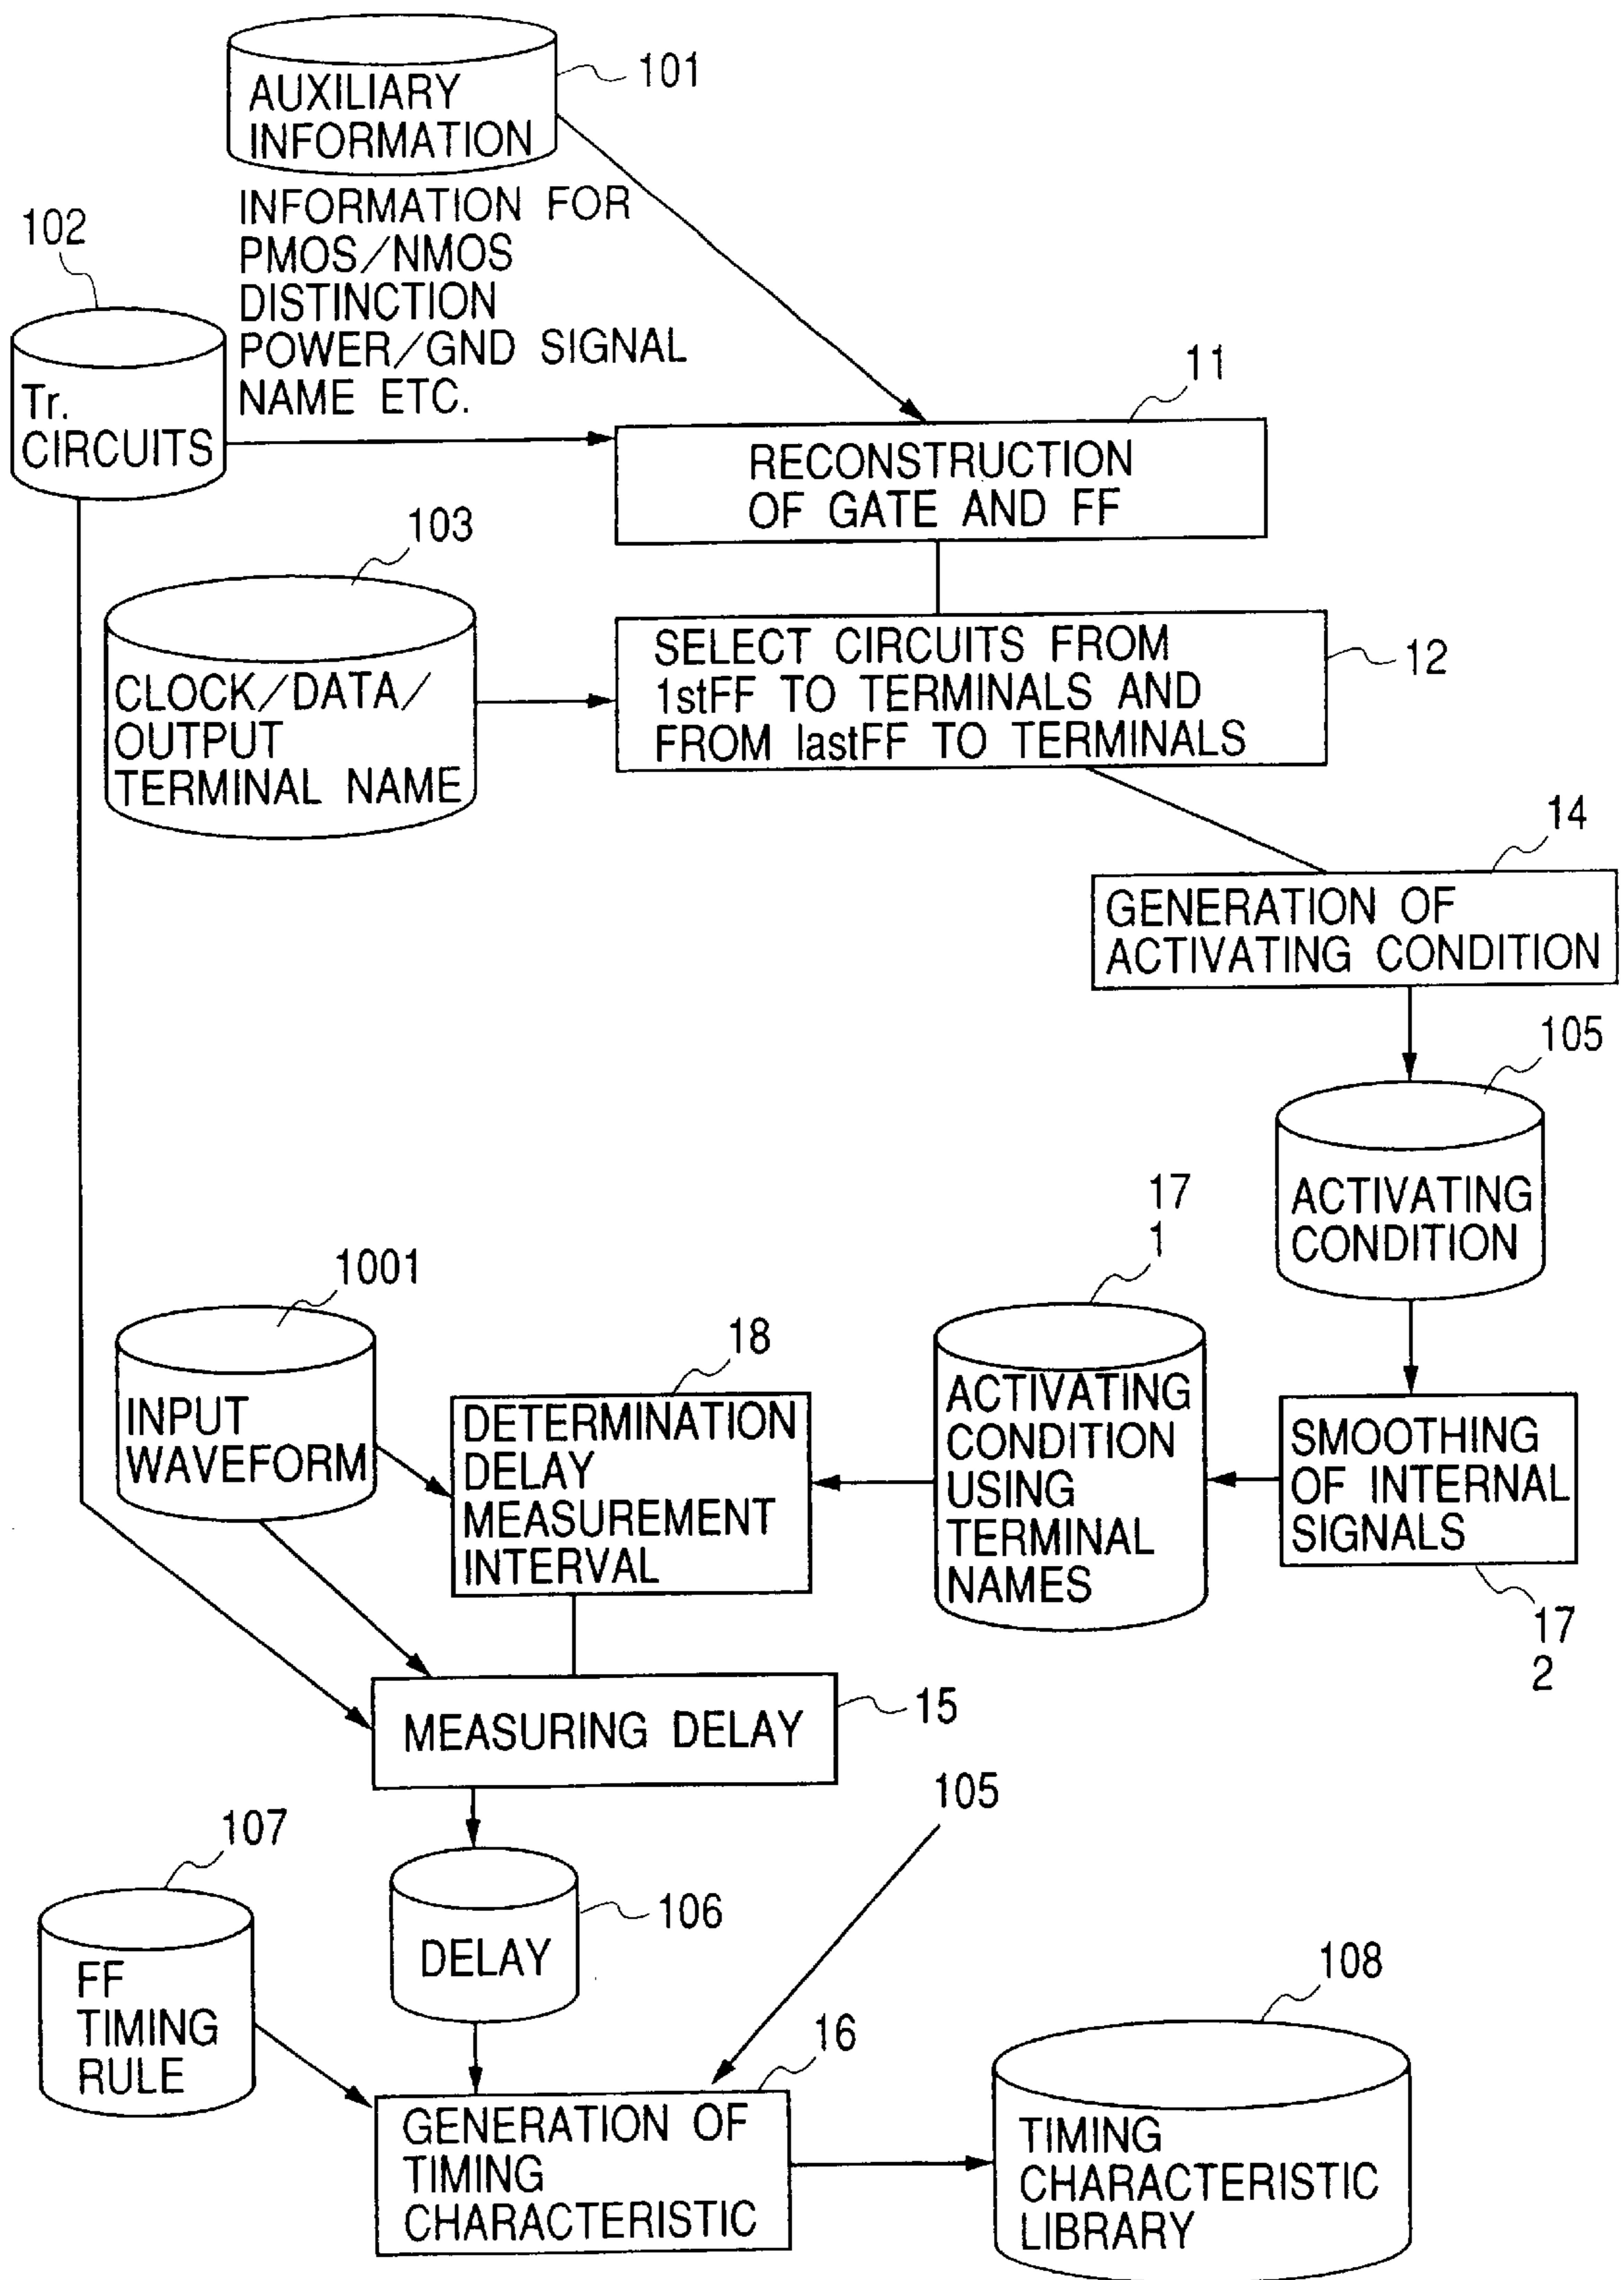 101
AUXILIARY
INFORMATION
102
INFORMATION FOR
PMOS/NMOS
DISTINCTION
POWER/GND SIGNAL
NAME ETC.
Tr.
CIRCUITS
11
RECONSTRUCTION
OF GATE AND FF
103
CLOCK/DATA/
OUTPUT
TERMINAL NAME
SELECT CIRCUITS FROM
1stFF TO TERMINALS AND
FROM lastFF TO TERMINALS
12
14
GENERATION OF
ACTIVATING CONDITION
105
ACTIVATING
CONDITION
17
1
1001
INPUT
WAVEFORM
18
DETERMINATION
DELAY
MEASUREMENT
INTERVAL
ACTIVATING
CONDITION
USING
TERMINAL
NAMES
SMOOTHING
OF INTERNAL
SIGNALS
17
2
MEASURING DELAY
15
105
107
106
DELAY
FF
TIMING
RULE
16
108
GENERATION OF
TIMING
CHARACTERISTIC
TIMING
CHARACTERISTIC
LIBRARY